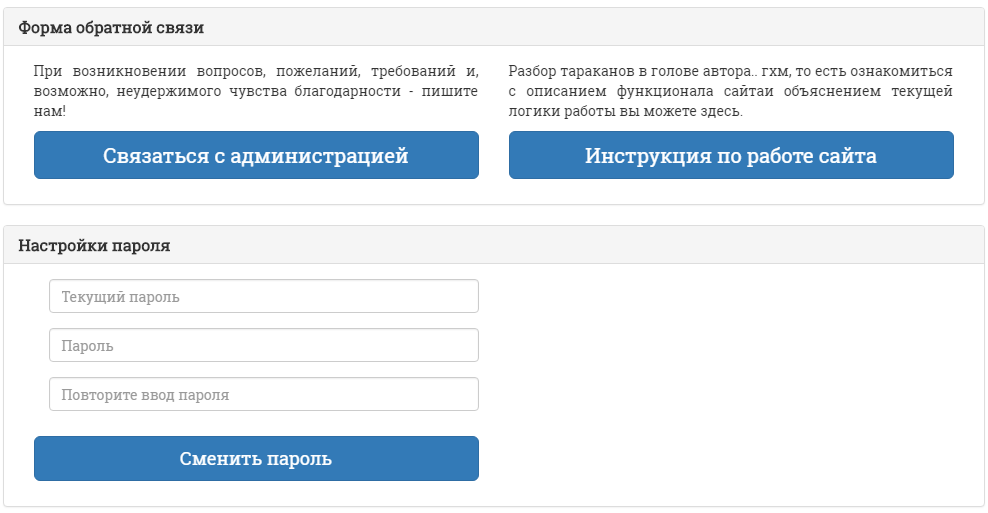 Форма обратной связи
При возникновении вопросов, пожеланий, требований и,
возможно, неудержимого чувства благодарности - пишите
нам!
Связаться с администрацией
Разбор тараканов в голове автора.. гхм, то есть ознакомиться
с описанием функционала сайтаи объяснением текущей
логики работы вы можете здесь.
Инструкция по работе сайта
Настройки пароля
Текущий пароль
Пароль
Повторите ввод пароля
Сменить пароль